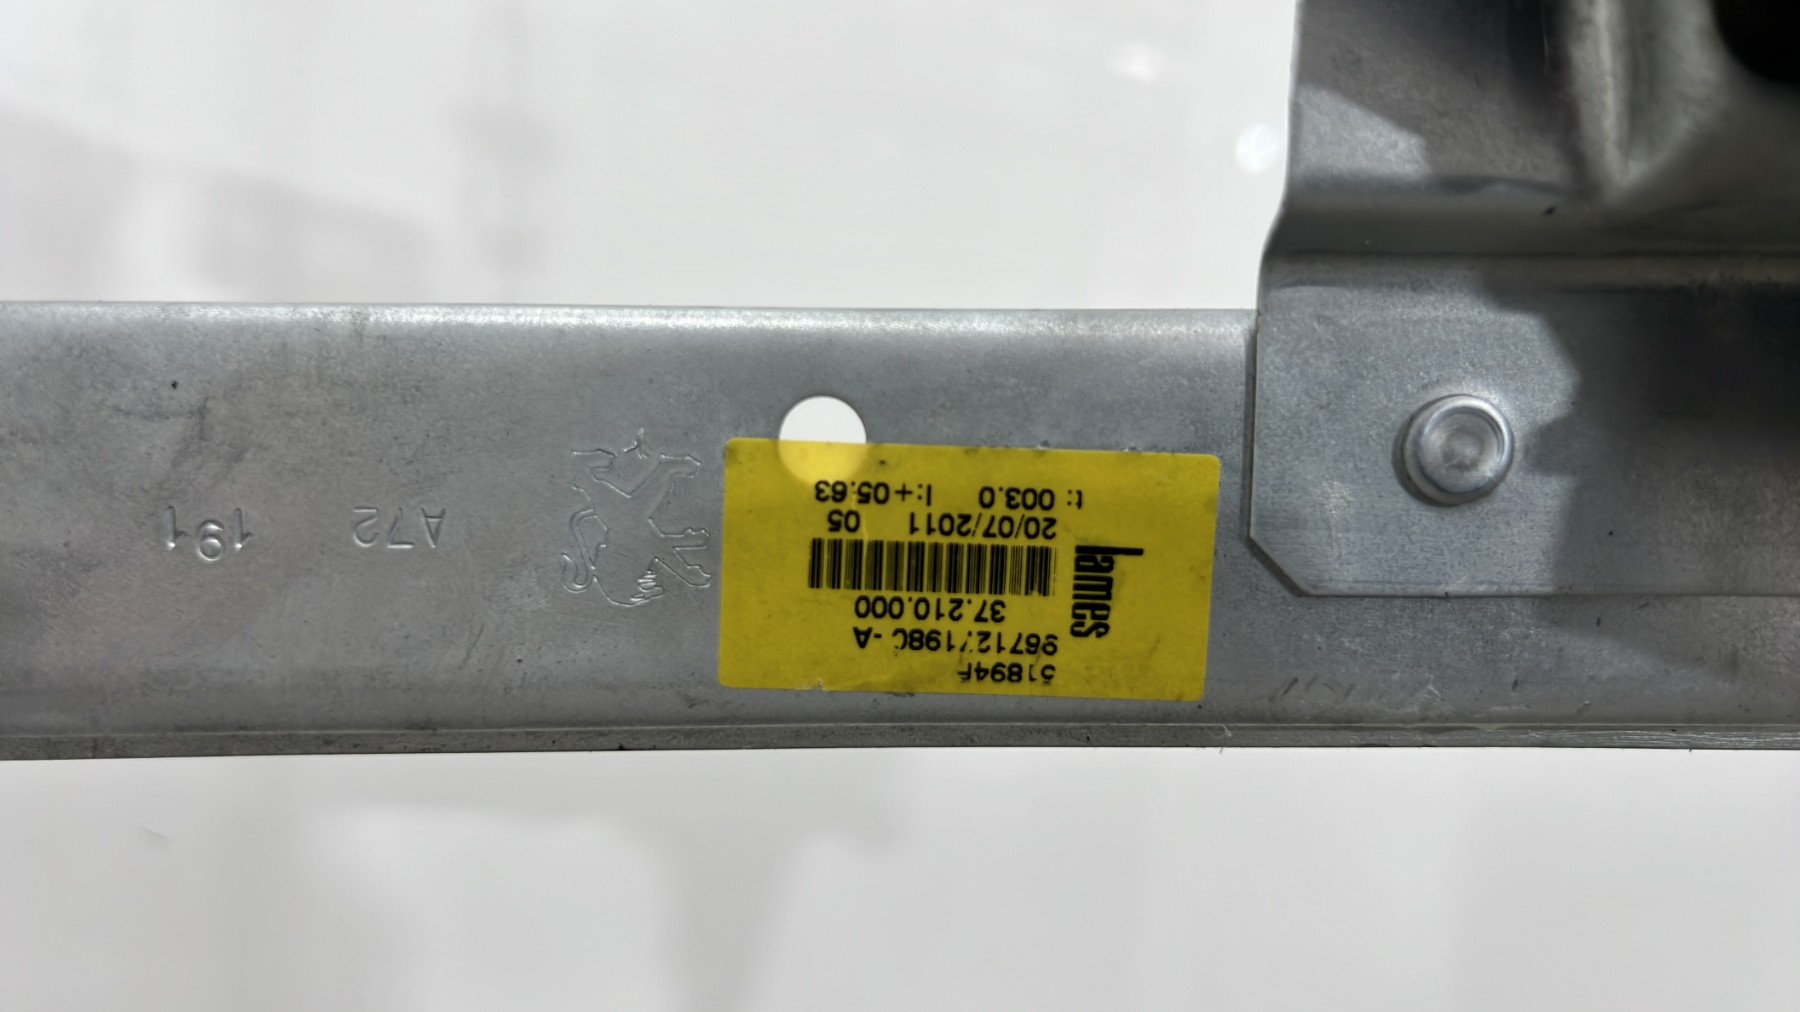 51894F
9671271980-A
37.210.000
20/07/2011 05
t: 003.0 l:+05.63
lames
A72
191